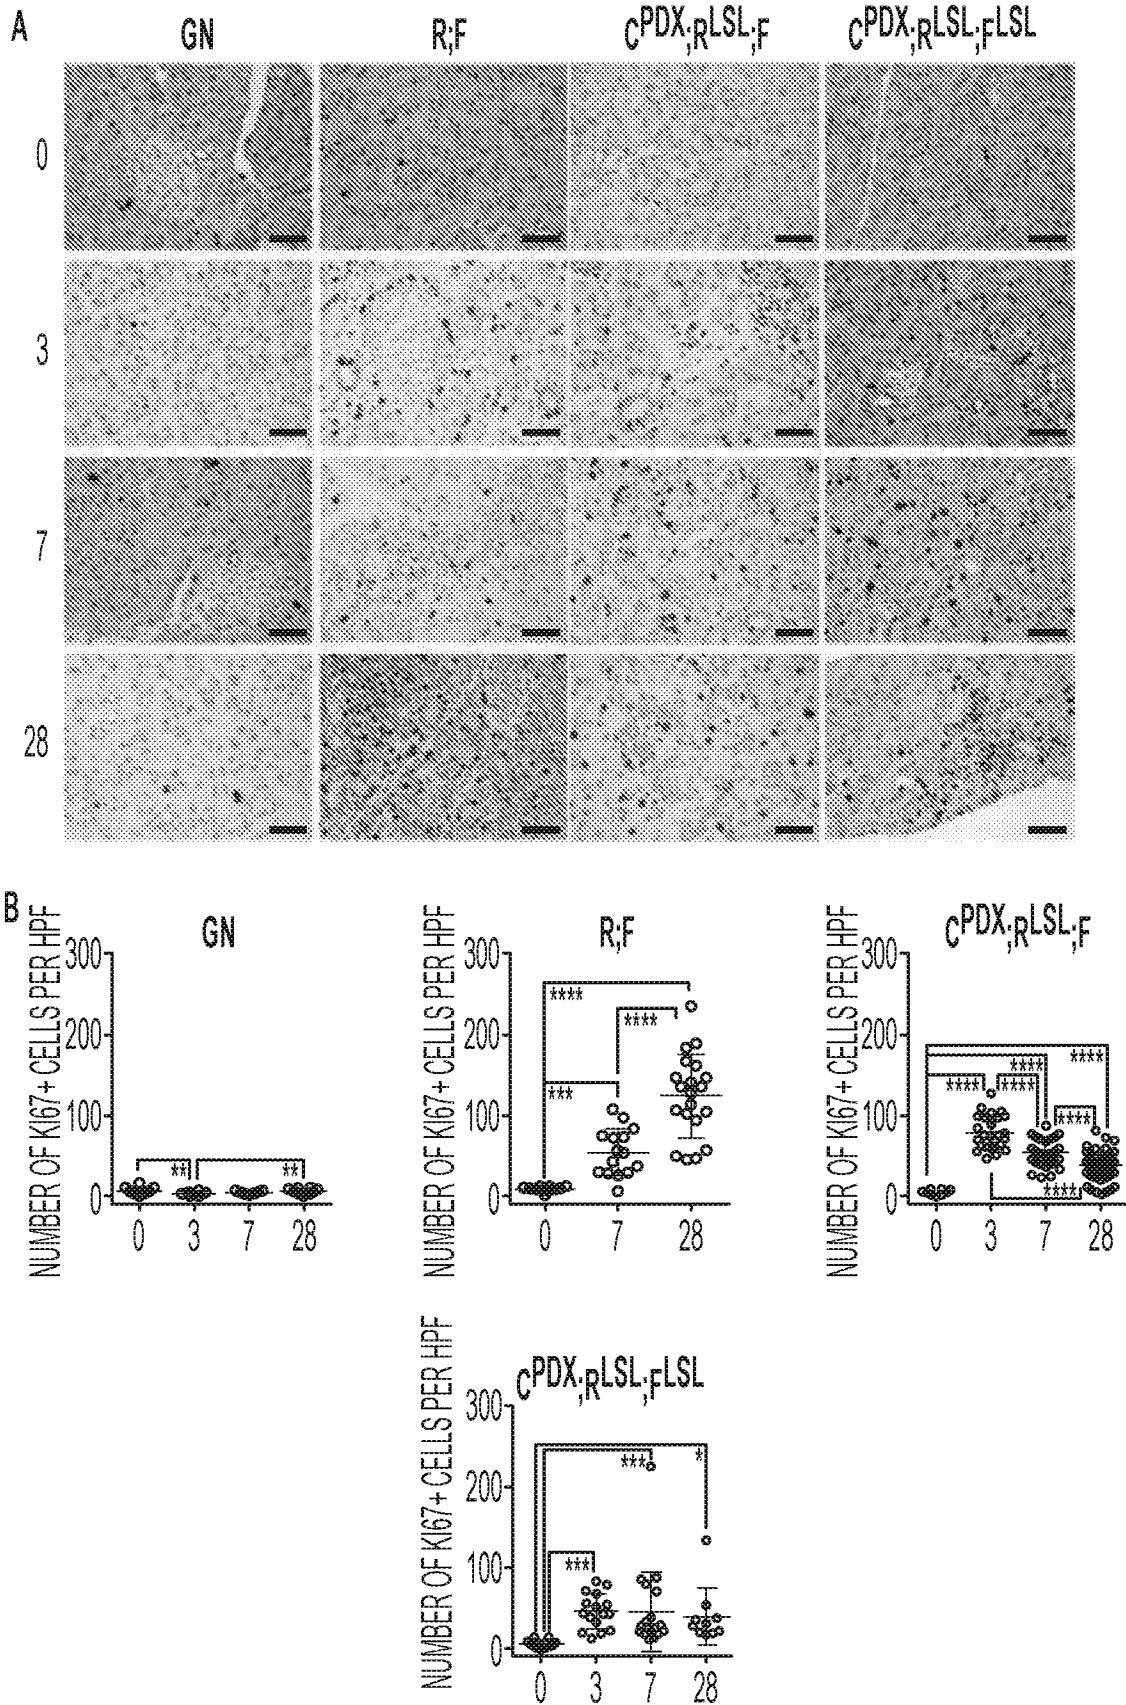 A
GN R;F CPDX;RLSL;F CPDX;RLSL;FLSL
0
3
7
28
B
NUMBER OF KI67+ CELLS PER HPF
GN
300
200
100
0
** **
0 3 7 28
NUMBER OF KI67+ CELLS PER HPF
R;F
300
200
100
0
****
****
***
0 7 28
NUMBER OF KI67+ CELLS PER HPF
CPDX;RLSL;F
300
200
100
0
****
****
**** ****
****
****
0 3 7 28
NUMBER OF KI67+ CELLS PER HPF
CPDX;RLSL;FLSL
300
200
100
0
*** *
***
0 3 7 28